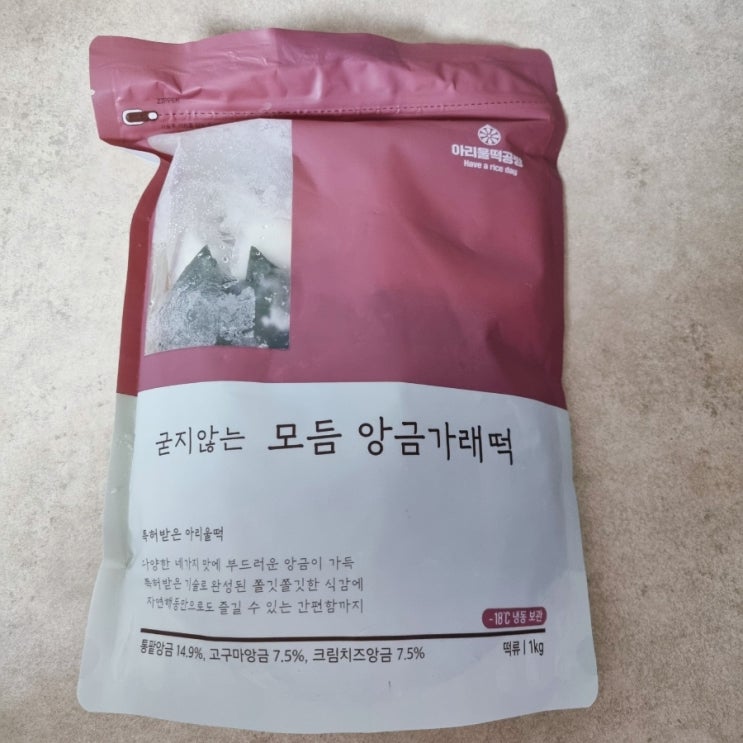 아리울떡공방
Have a rice day
굳지않는 모듬 앙금가래떡
특허받은 아리울떡
다양한 네가지 맛에 부드러운 앙금이 가득
특허받은 기술로 완성된 쫄깃쫄깃한 식감에
자연해동만으로도 즐길 수 있는 간편함까지
-18℃ 냉동 보관
통팥앙금 14.9%, 고구마앙금 7.5%, 크림치즈앙금 7.5%
떡류 | 1kg